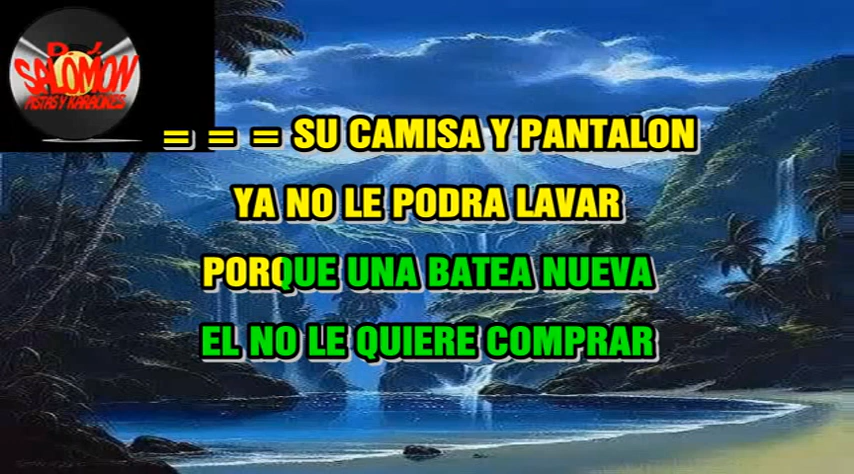 D.J.
SALOMON
PISTAS Y KARAOKES
= = = SU CAMISA Y PANTALON
YA NO LE PODRA LAVAR
PORQUE UNA BATEA NUEVA
EL NO LE QUIERE COMPRAR